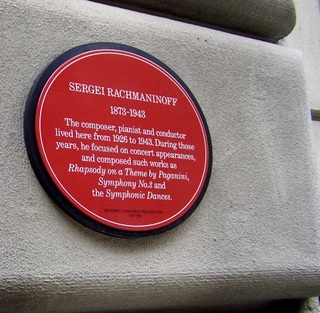 SERGEI RACHMANINOFF
1873-1943
The composer, pianist and conductor
lived here from 1926 to 1943. During those
years, he focused on concert appearances,
and composed such works as
Rhapsody on a Theme by Paganini,
Symphony No.3 and
the Symphonic Dances.